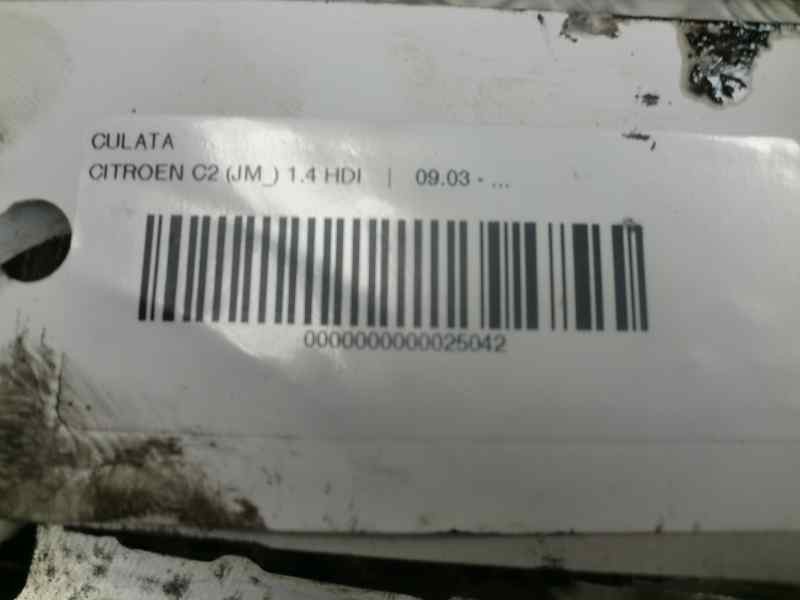 CULATA
CITROEN C2 (JM_) 1.4 HDI | 09.03 - ...
0000000000025042